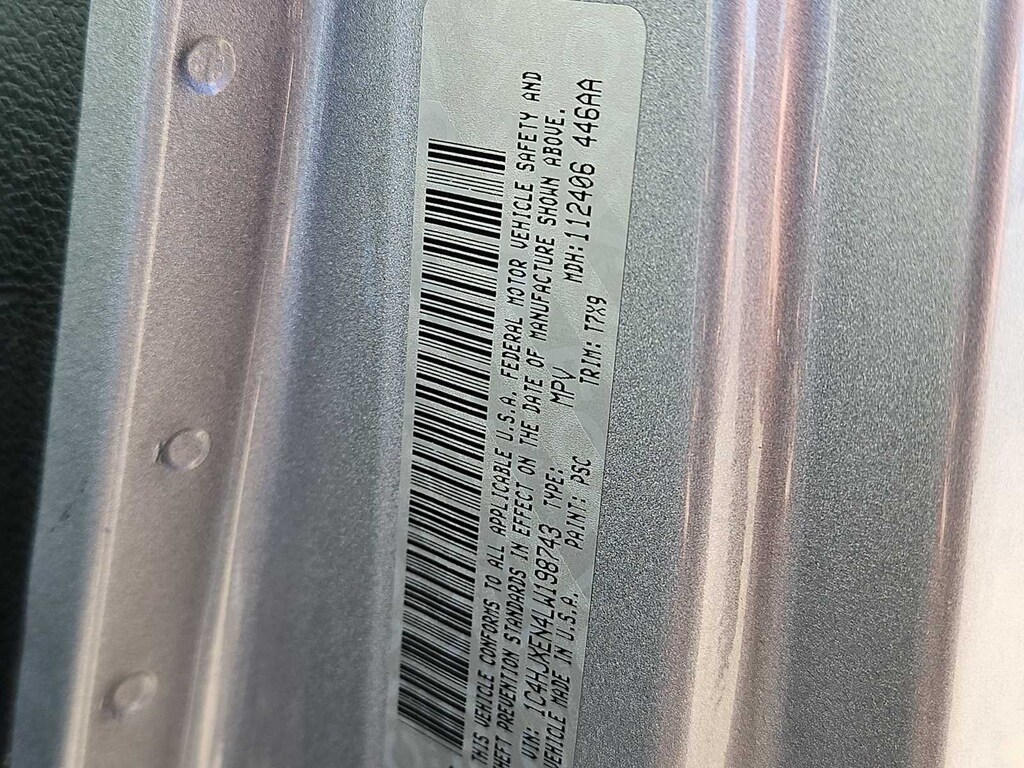 THIS VEHICLE CONFORMS TO ALL APPLICABLE U.S.A. FEDERAL MOTOR VEHICLE SAFETY AND
THEFT PREVENTION STANDARDS IN EFFECT ON THE DATE OF MANUFACTURE SHOWN ABOVE.
VIN: 1C4HJXEN4LW198743 TYPE: MPV MDH:112406 446AA
VEHICLE MADE IN U.S.A. PAINT: PSC TRIM: T7X9